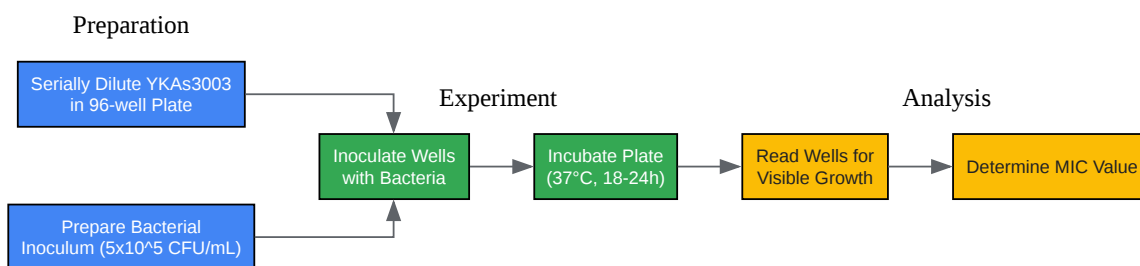 Preparation
Serially Dilute YKAs3003
in 96-well Plate
Prepare Bacterial
Inoculum (5x10^5 CFU/mL)
Experiment
Inoculate Wells
with Bacteria
Incubate Plate
(37°C, 18-24h)
Analysis
Read Wells for
Visible Growth
Determine MIC Value